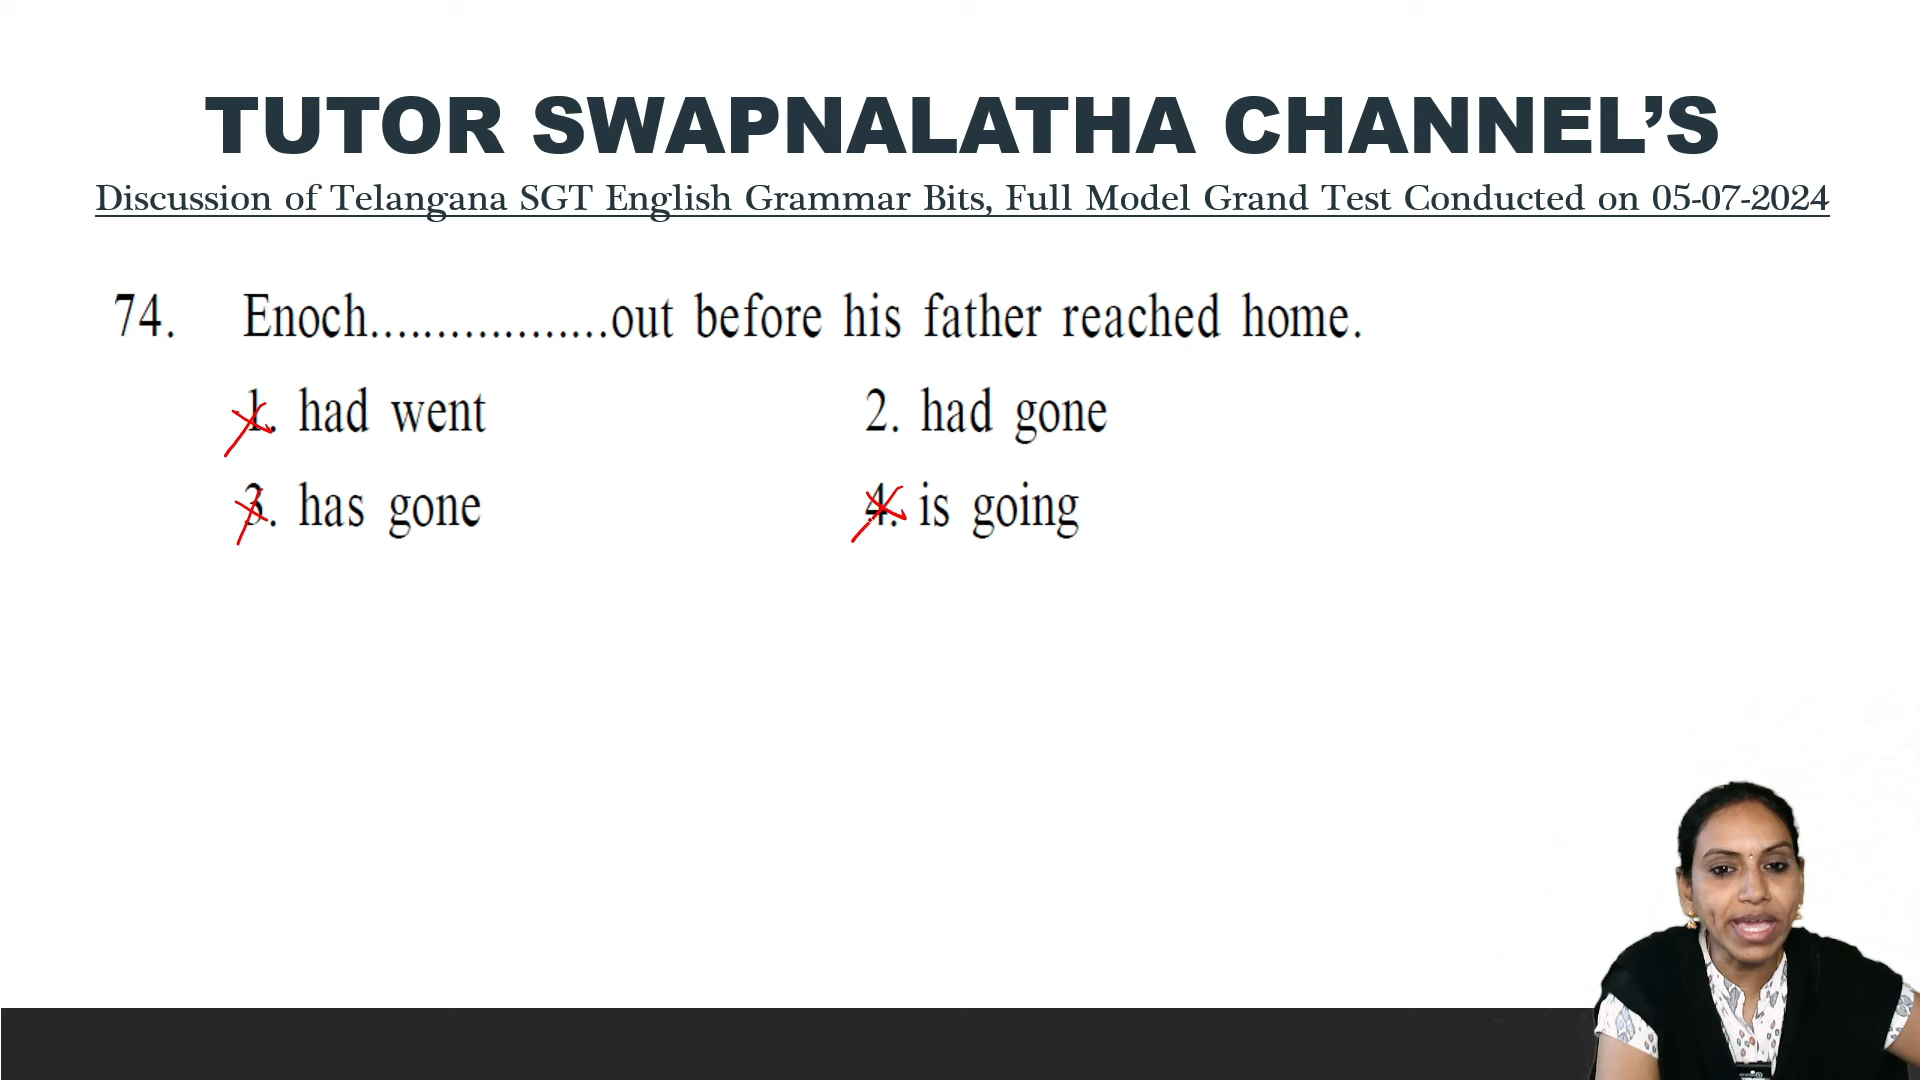 TUTOR SWAPNALATHA CHANNEL’S
Discussion of Telangana SGT English Grammar Bits, Full Model Grand Test Conducted on 05-07-2024
74. Enoch..................out before his father reached home.
1. had went 2. had gone
3. has gone 4. is going